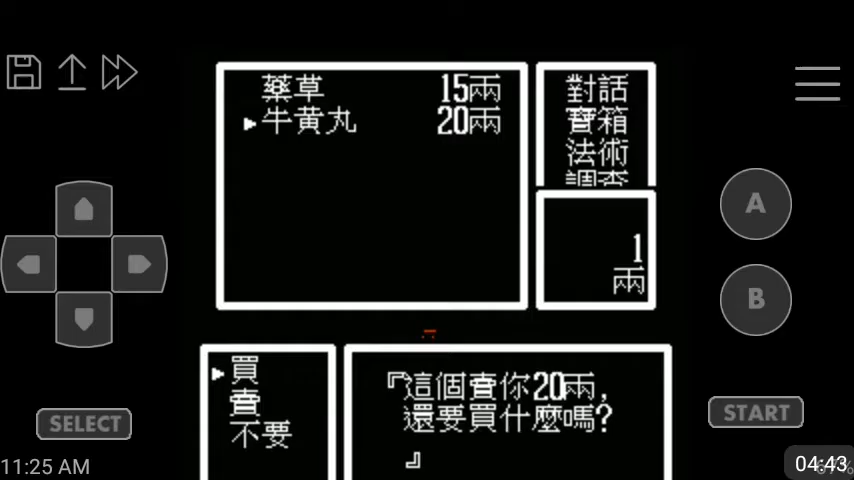 藥草 15兩
▶牛黃丸 20兩
對話
寶箱
法術
調查
1
兩
▶買
賣
不要
『這個賣你20兩,
還要買什麼嗎?
』
A
B
SELECT
START
11:25 AM
04:43